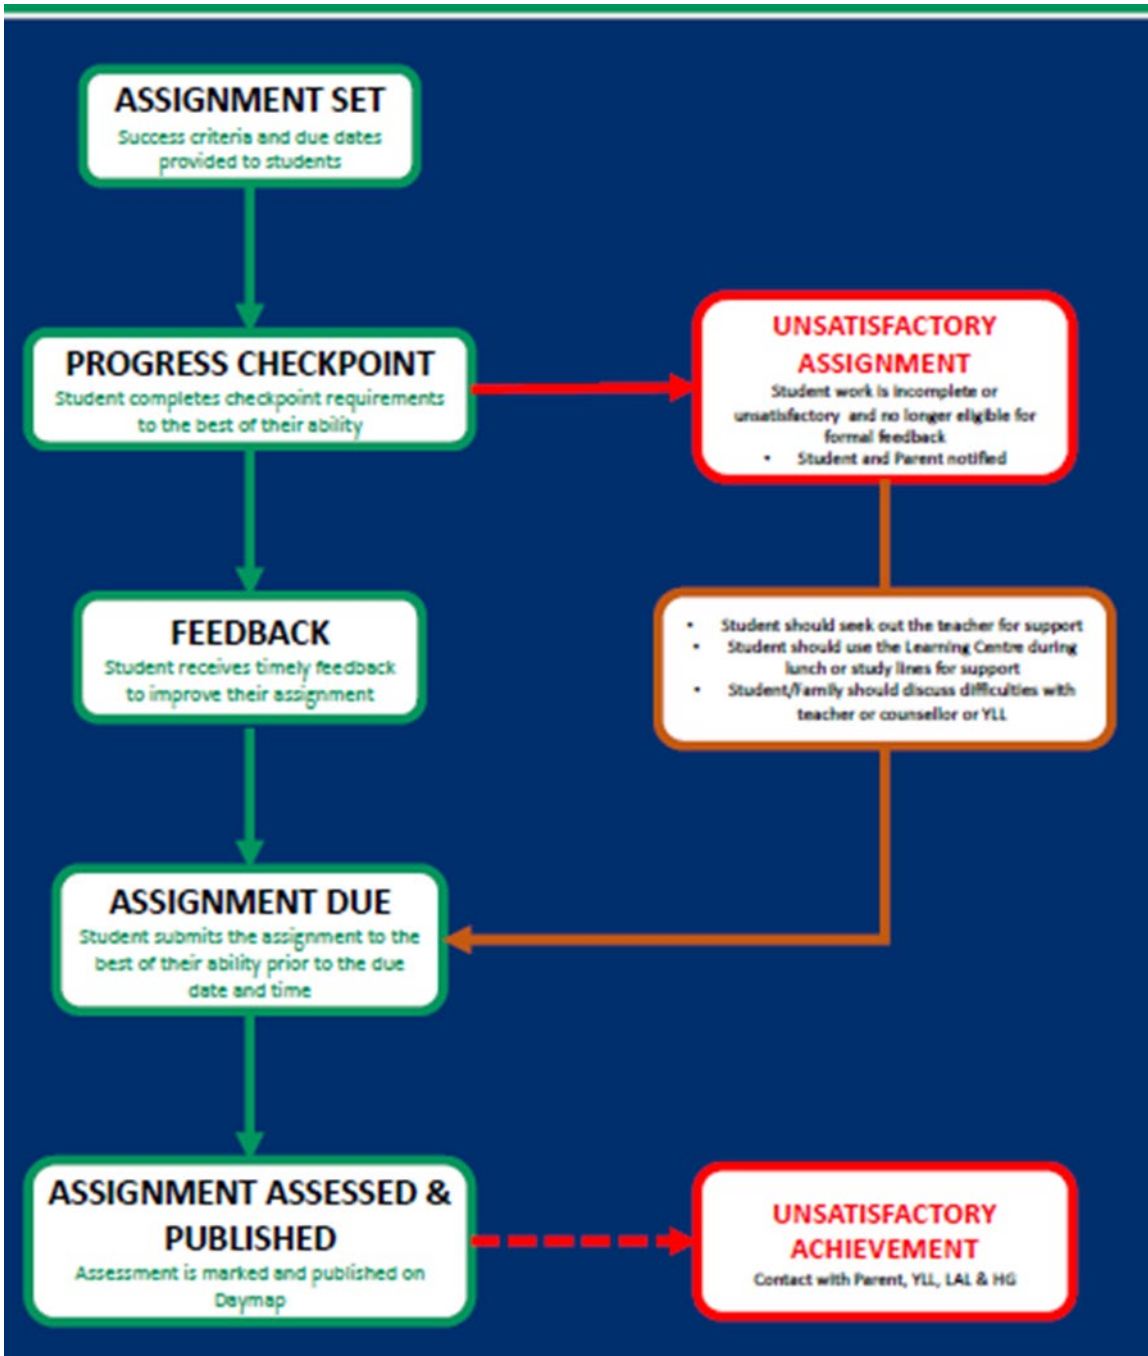 ASSIGNMENT SET
Success criteria and due dates
provided to students
PROGRESS CHECKPOINT
Student completes checkpoint requirements
to the best of their ability
UNSATISFACTORY
ASSIGNMENT
Student work is incomplete or
unsatisfactory and no longer eligible for
formal feedback
• Student and Parent notified
FEEDBACK
Student receives timely feedback
to improve their assignment
• Student should seek out the teacher for support
• Student should use the Learning Centre during
lunch or study lines for support
• Student/Family should discuss difficulties with
teacher or counsellor or YLL
ASSIGNMENT DUE
Student submits the assignment to the
best of their ability prior to the due
date and time
ASSIGNMENT ASSESSED &
PUBLISHED
Assessment is marked and published on
Daymap
UNSATISFACTORY
ACHIEVEMENT
Contact with Parent, YLL, LAL & HG